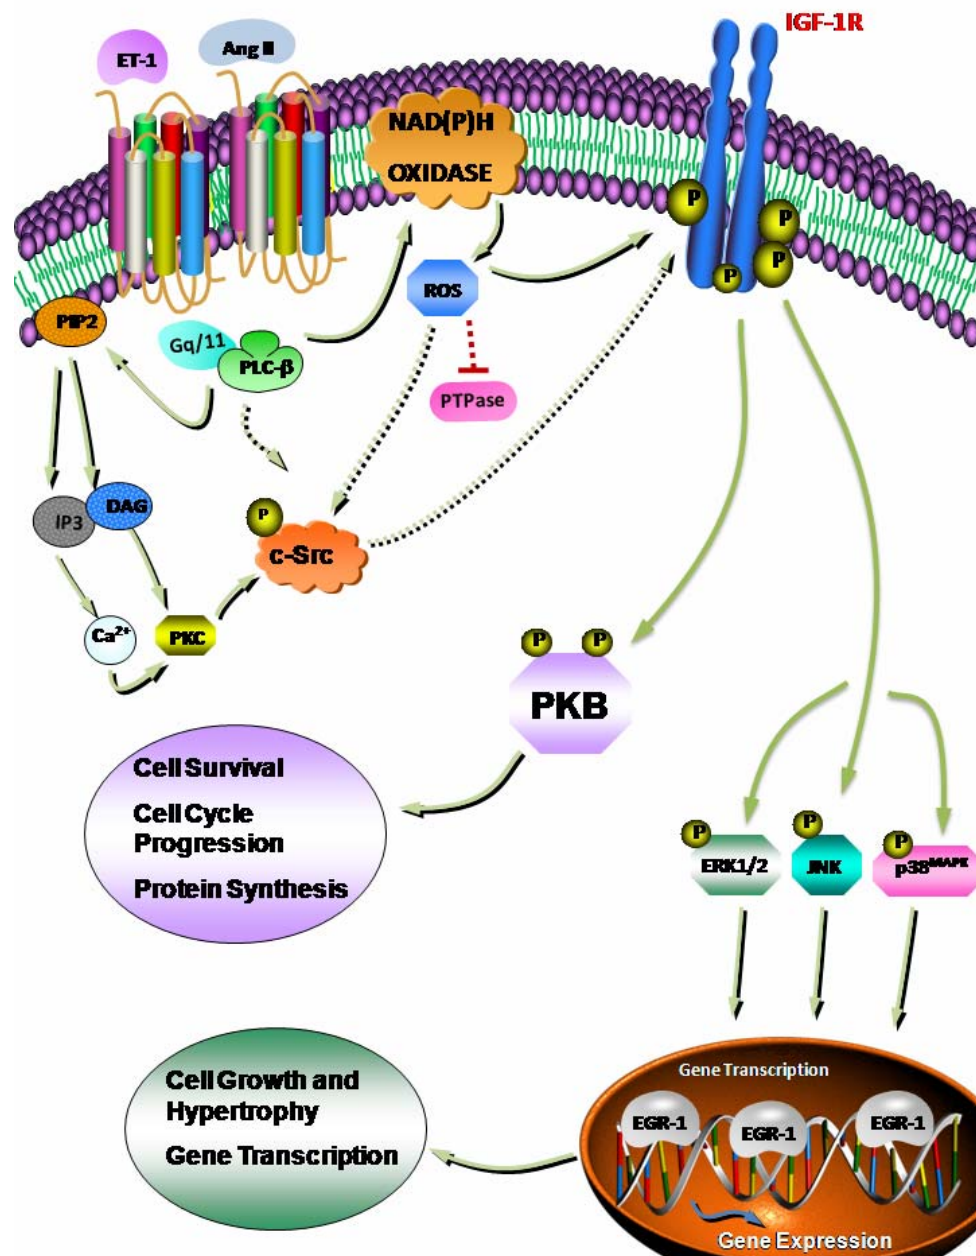 IGF-1R
ET-1
Ang II
NAD(P)H
OXIDASE
P
P
P
P
ROS
PIP2
Gq/11
PLC-β
PTPase
IP3
DAG
P
c-Src
Ca2+
PKC
P
P
PKB
Cell Survival
Cell Cycle
Progression
Protein Synthesis
P
P
P
ERK1/2
JNK
p38MAPK
Cell Growth and
Hypertrophy
Gene Transcription
Gene Transcription
EGR-1
EGR-1
EGR-1
Gene Expression